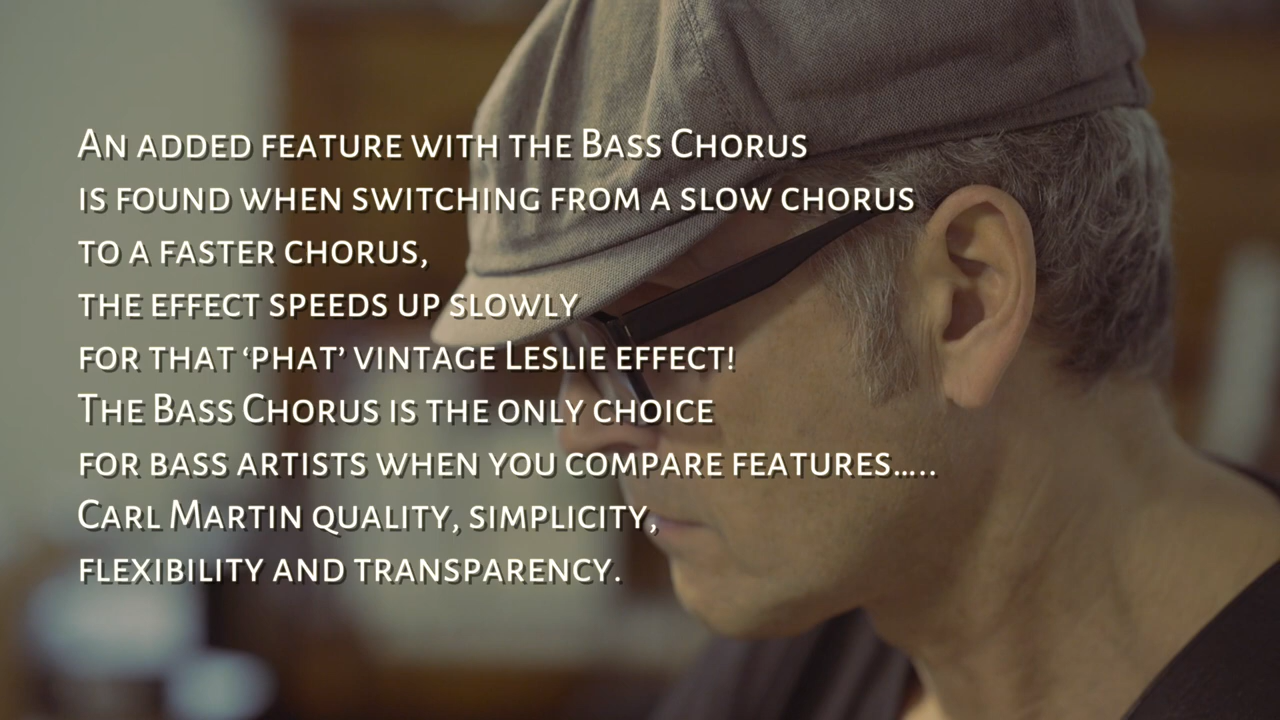 An added feature with the Bass Chorus
is found when switching from a slow chorus
to a faster chorus,
the effect speeds up slowly
for that ‘phat’ vintage Leslie effect!
The Bass Chorus is the only choice
for bass artists when you compare features.....
Carl Martin quality, simplicity,
flexibility and transparency.